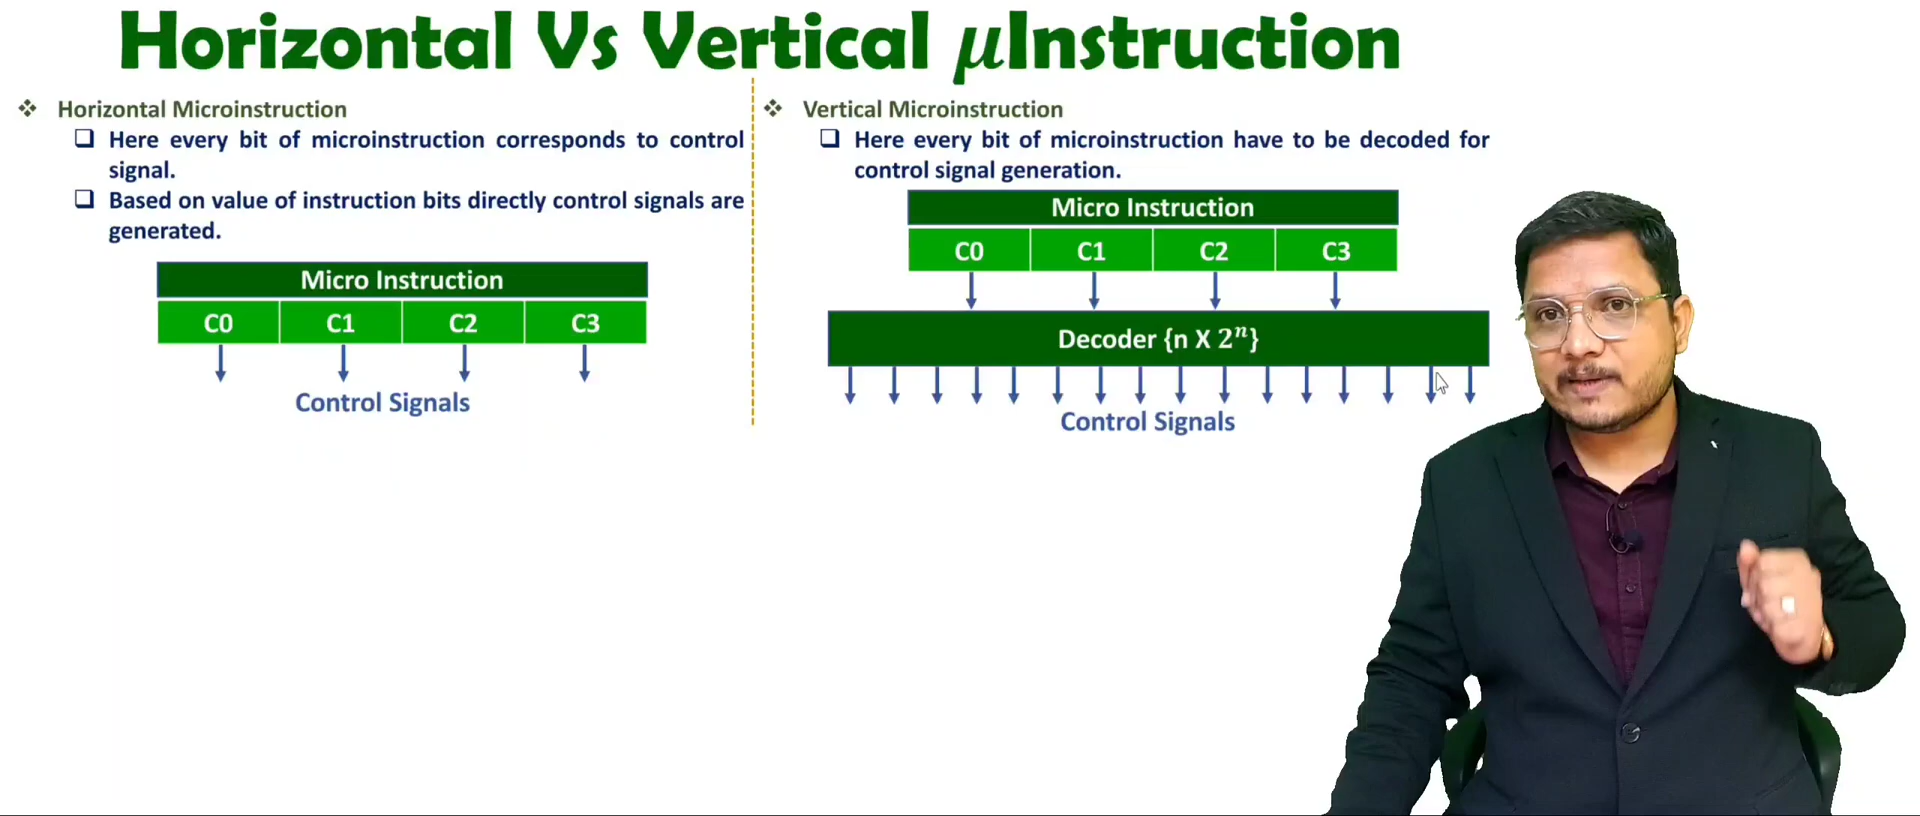 Horizontal Vs Vertical μInstruction
❖ Horizontal Microinstruction
❑ Here every bit of microinstruction corresponds to control
signal.
❑ Based on value of instruction bits directly control signals are
generated.
Micro Instruction
C0 C1 C2 C3
Control Signals
❖ Vertical Microinstruction
❑ Here every bit of microinstruction have to be decoded for
control signal generation.
Micro Instruction
C0 C1 C2 C3
Decoder {n X 2ⁿ}
Control Signals